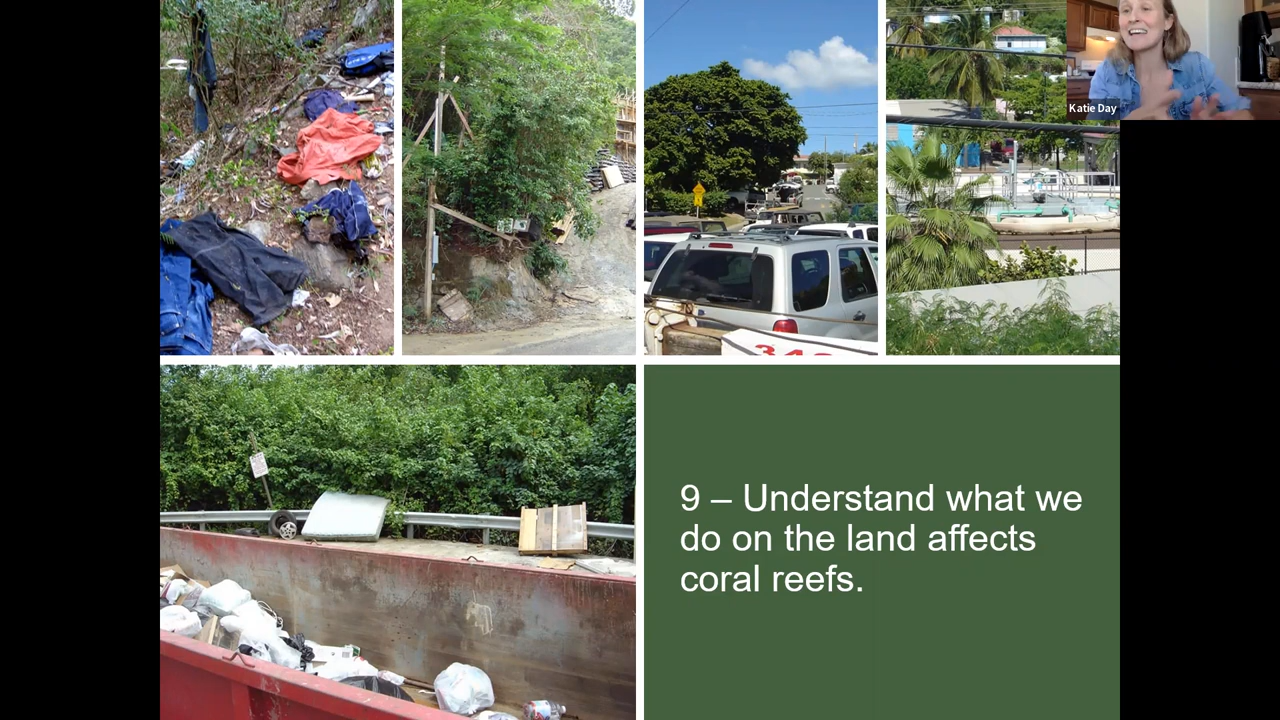 Katie Day
9 – Understand what we
do on the land affects
coral reefs.